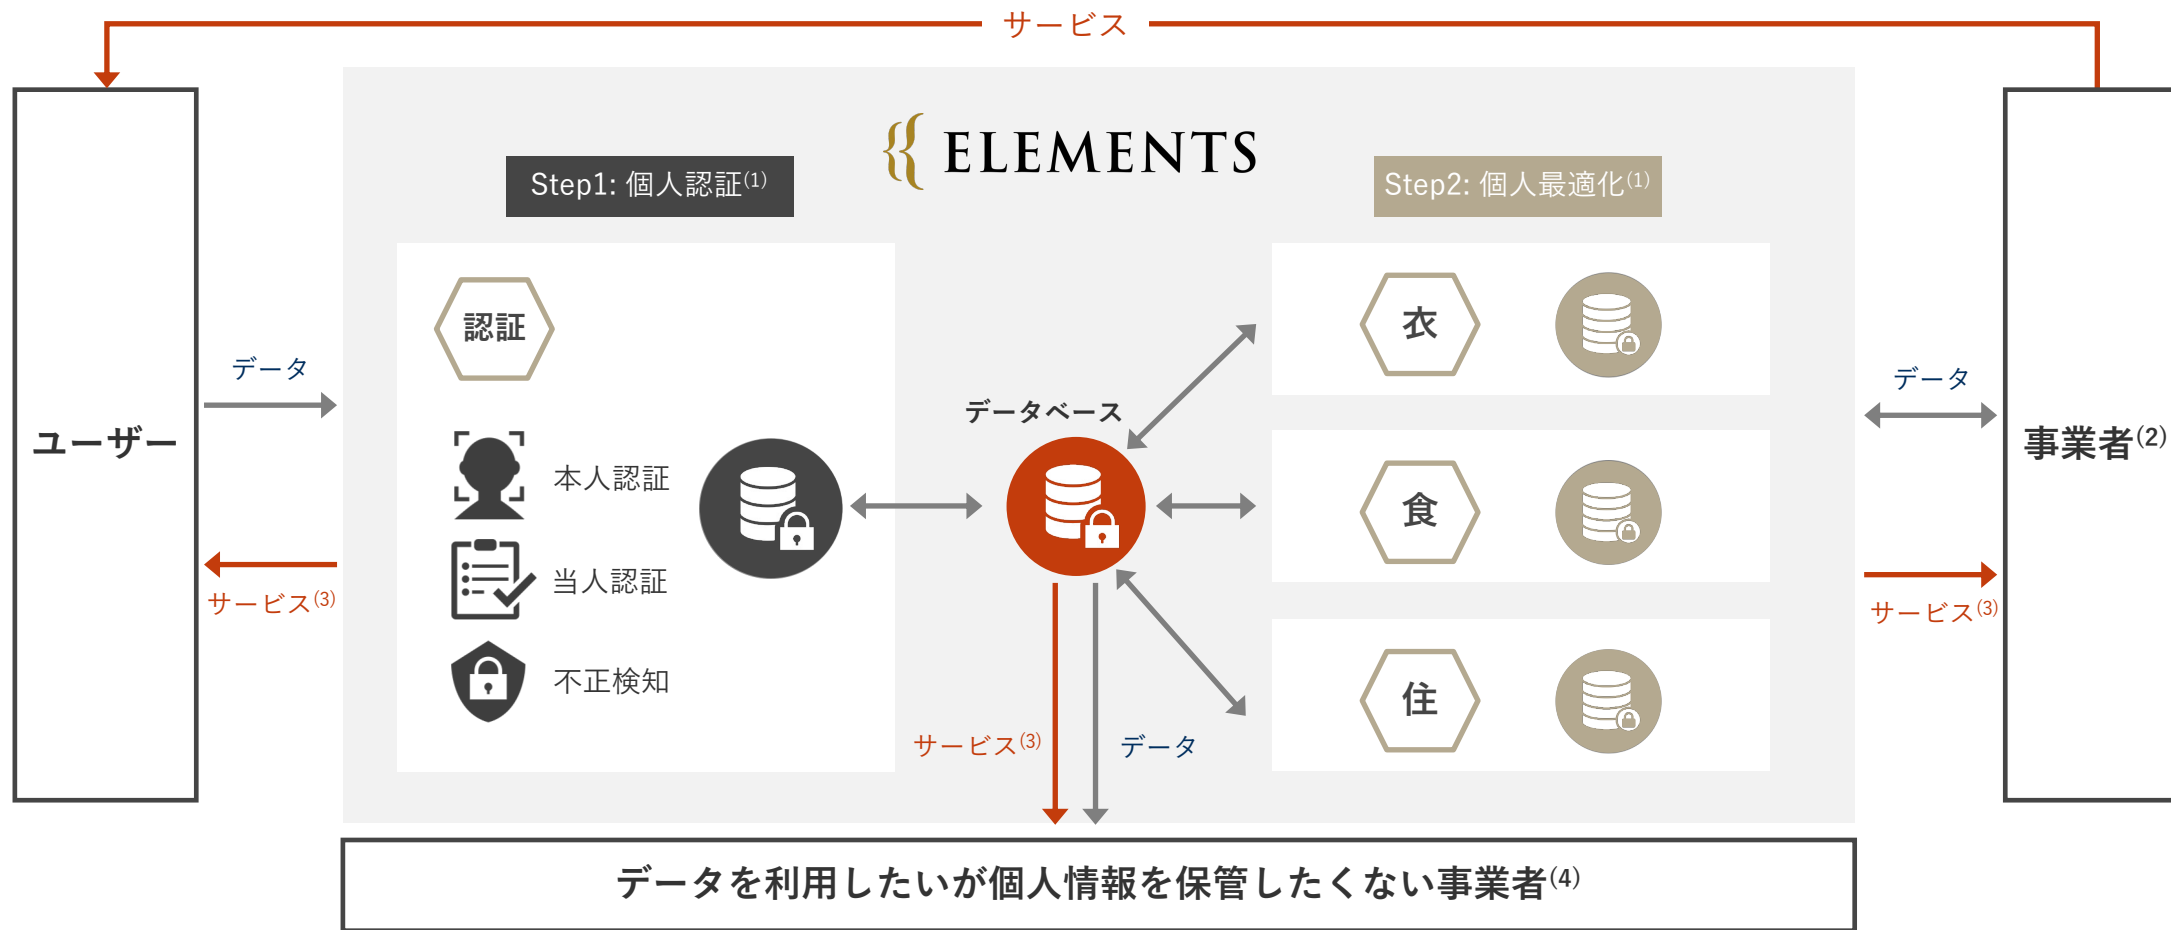 サービス
ELEMENTS
Step1: 個人認証(1)
Step2: 個人最適化(1)
ユーザー
データ
サービス(3)
認証
本人認証
当人認証
不正検知
データベース
サービス(3)
データ
衣
食
住
データ
サービス(3)
事業者(2)
データを利用したいが個人情報を保管したくない事業者(4)